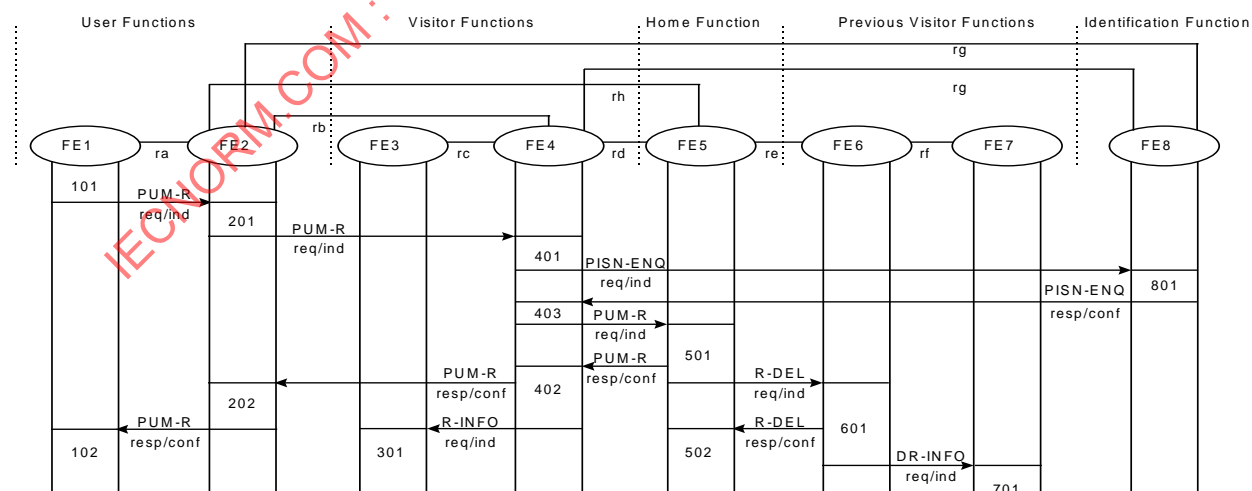 User Functions
Visitor Functions
Home Function
Previous Visitor Functions
Identification Function
rg
rg
rh
rb
FE1
ra
FE2
FE3
rc
FE4
rd
FE5
re
FE6
rf
FE7
FE8
101
PUM-R
req/ind
201
PUM-R
req/ind
401
PISN-ENQ
req/ind
801
PISN-ENQ
resp/conf
403
PUM-R
req/ind
501
PUM-R
resp/conf
402
PUM-R
resp/conf
R-DEL
req/ind
202
PUM-R
resp/conf
R-INFO
req/ind
R-DEL
resp/conf
601
102
301
502
DR-INFO
req/ind
701
IECNORM.COM :